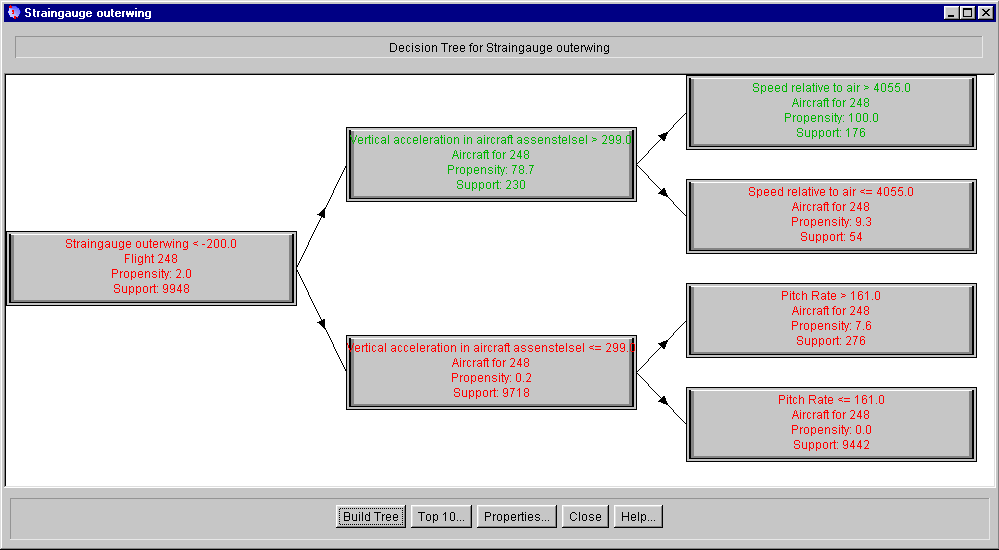 Straingauge outerwing
Decision Tree for Straingauge outerwing
Straingauge outerwing < -200.0
Flight 248
Propensity: 2.0
Support: 9948
Vertical acceleration in aircraft assenstelsel > 299.0
Aircraft for 248
Propensity: 78.7
Support: 230
Vertical acceleration in aircraft assenstelsel <= 299.0
Aircraft for 248
Propensity: 0.2
Support: 9718
Speed relative to air > 4055.0
Aircraft for 248
Propensity: 100.0
Support: 176
Speed relative to air <= 4055.0
Aircraft for 248
Propensity: 9.3
Support: 54
Pitch Rate > 161.0
Aircraft for 248
Propensity: 7.6
Support: 276
Pitch Rate <= 161.0
Aircraft for 248
Propensity: 0.0
Support: 9442
Build Tree Top 10... Properties... Close Help...